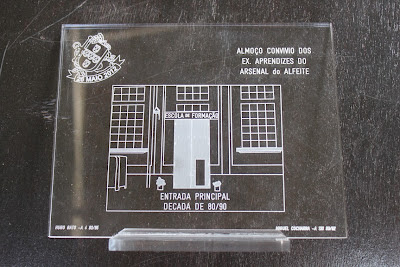 ALMOÇO CONVIVIO DOS
EX. APRENDIZES DO
ARSENAL do ALFEITE
MAIO 2012
ESCOLA DE FORMAÇÃO
ENTRADA PRINCIPAL
DECADA DE 80/90